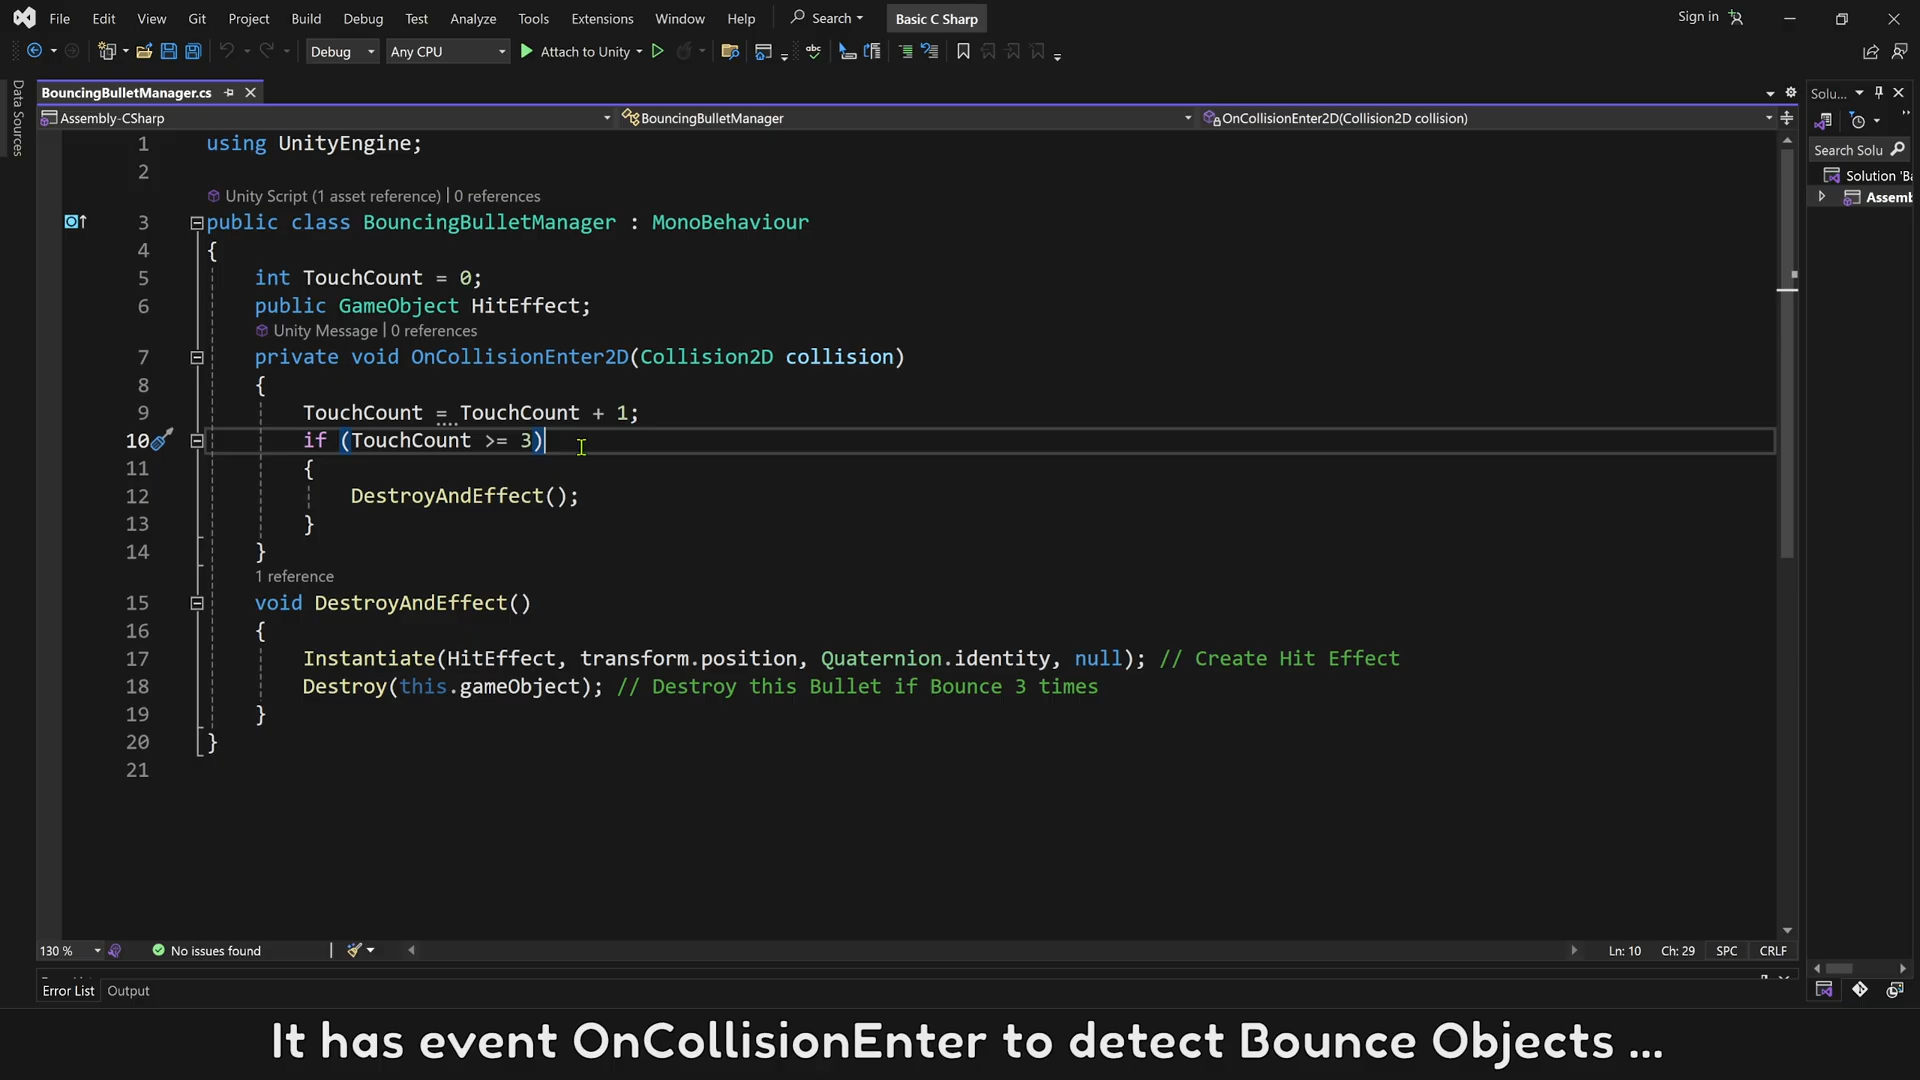 File Edit View Git Project Build Debug Test Analyze Tools Extensions Window Help Search Basic C Sharp Sign in
Debug Any CPU Attach to Unity
Data Sources
BouncingBulletManager.cs
Solu...
Assembly-CSharp BouncingBulletManager OnCollisionEnter2D(Collision2D collision)
Search Solu
Solution 'Ba
Assemb
1 using UnityEngine;
2
Unity Script (1 asset reference) | 0 references
3 public class BouncingBulletManager : MonoBehaviour
4 {
5 int TouchCount = 0;
6 public GameObject HitEffect;
Unity Message | 0 references
7 private void OnCollisionEnter2D(Collision2D collision)
8 {
9 TouchCount = TouchCount + 1;
10 if (TouchCount >= 3)
11 {
12 DestroyAndEffect();
13 }
14 }
1 reference
15 void DestroyAndEffect()
16 {
17 Instantiate(HitEffect, transform.position, Quaternion.identity, null); // Create Hit Effect
18 Destroy(this.gameObject); // Destroy this Bullet if Bounce 3 times
19 }
20 }
21
130 % No issues found Ln: 10 Ch: 29 SPC CRLF
Error List Output
It has event OnCollisionEnter to detect Bounce Objects ...